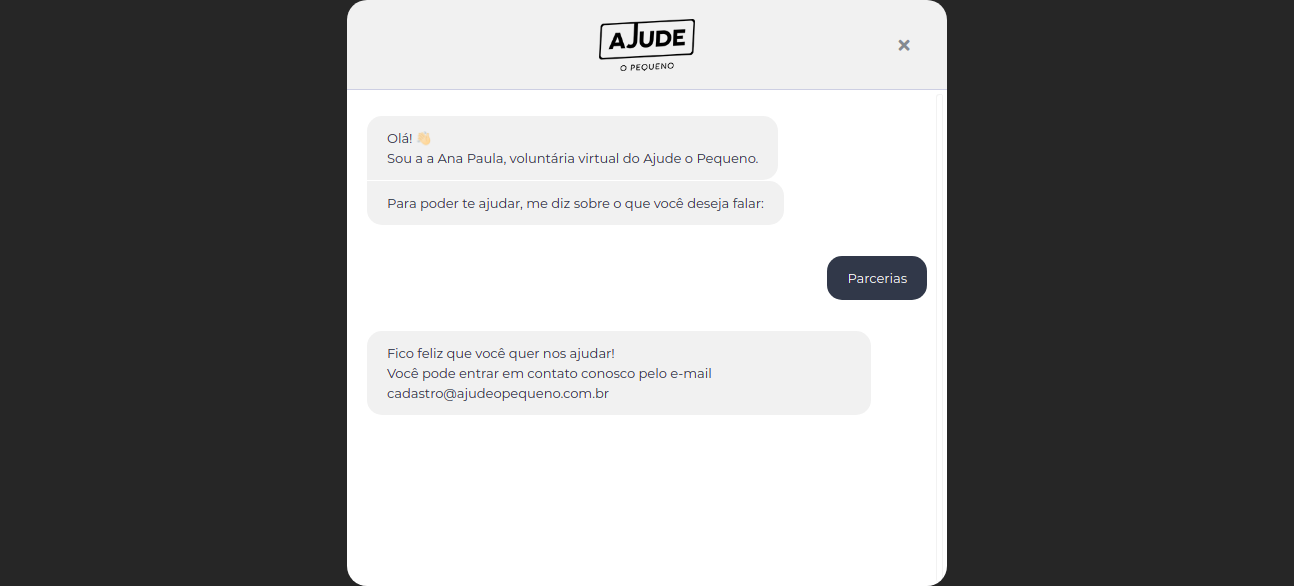 AJUDE
O PEQUENO
Olá! 👋🏻
Sou a a Ana Paula, voluntária virtual do Ajude o Pequeno.
Para poder te ajudar, me diz sobre o que você deseja falar:
Parcerias
Fico feliz que você quer nos ajudar!
Você pode entrar em contato conosco pelo e-mail
cadastro@ajudeopequeno.com.br